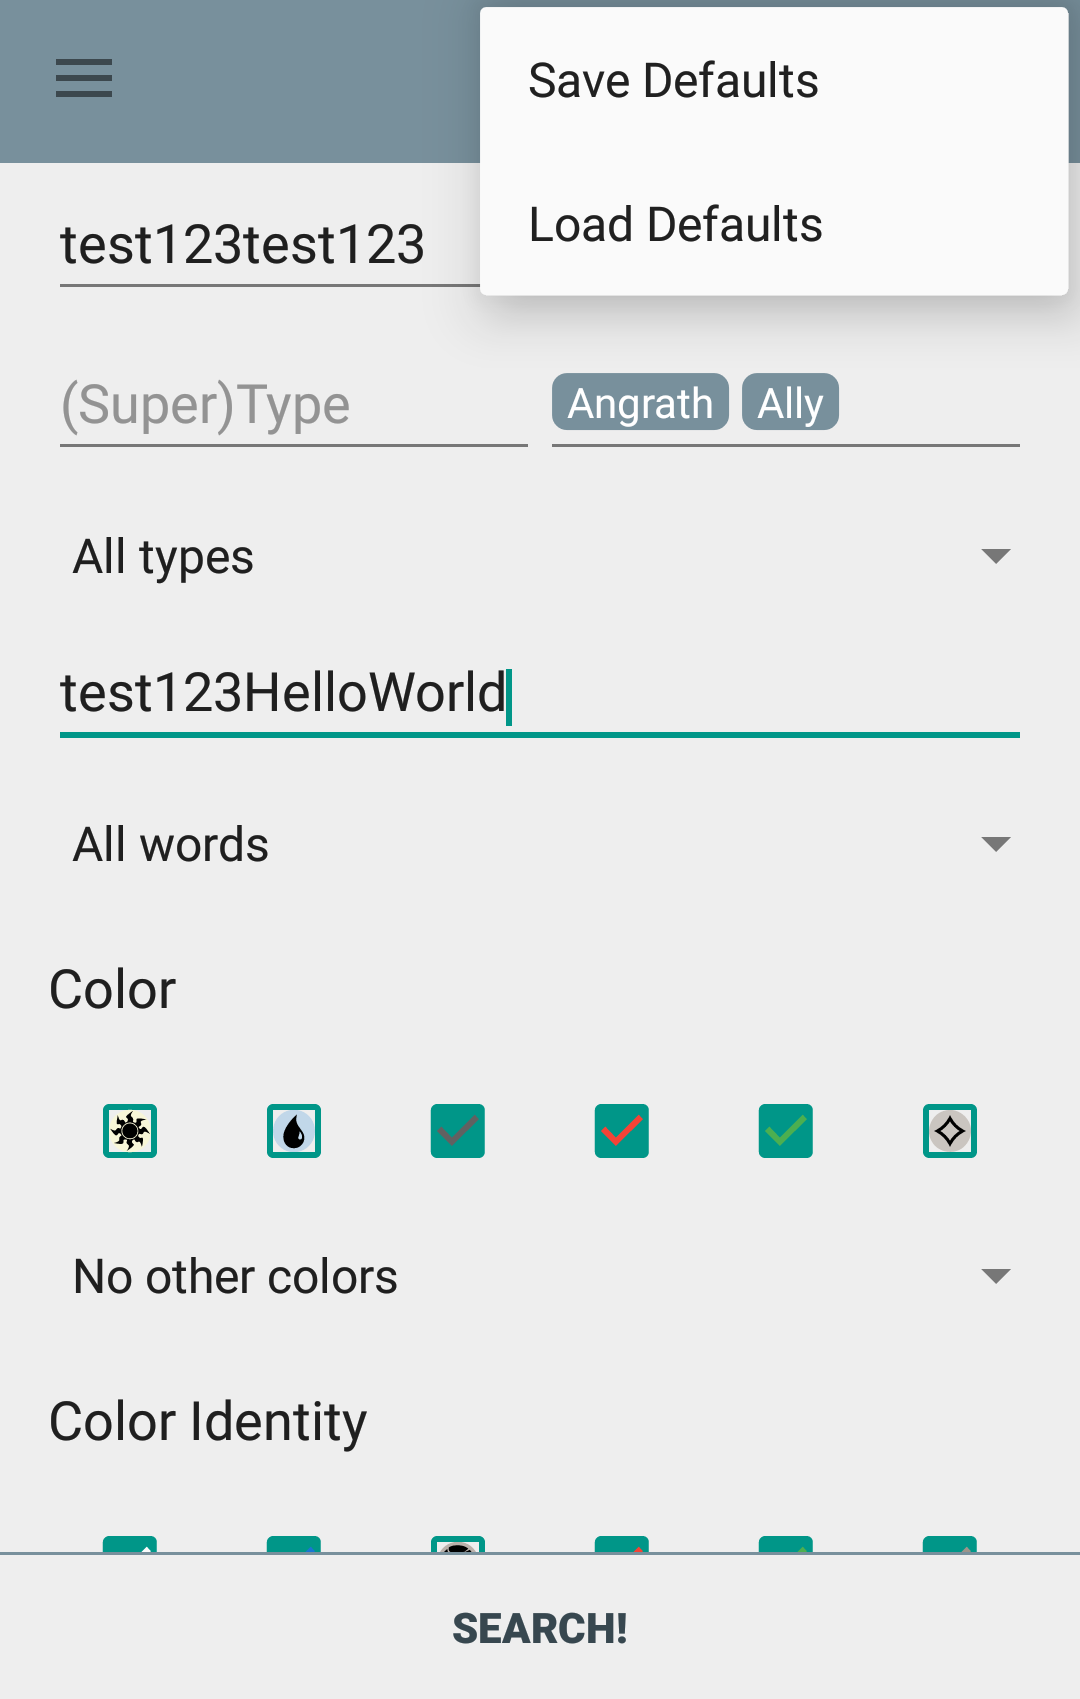 Save Defaults
Load Defaults
test123test123
(Super)Type Angrath Ally
All types
test123HelloWorld
All words
Color
No other colors
Color Identity
SEARCH!